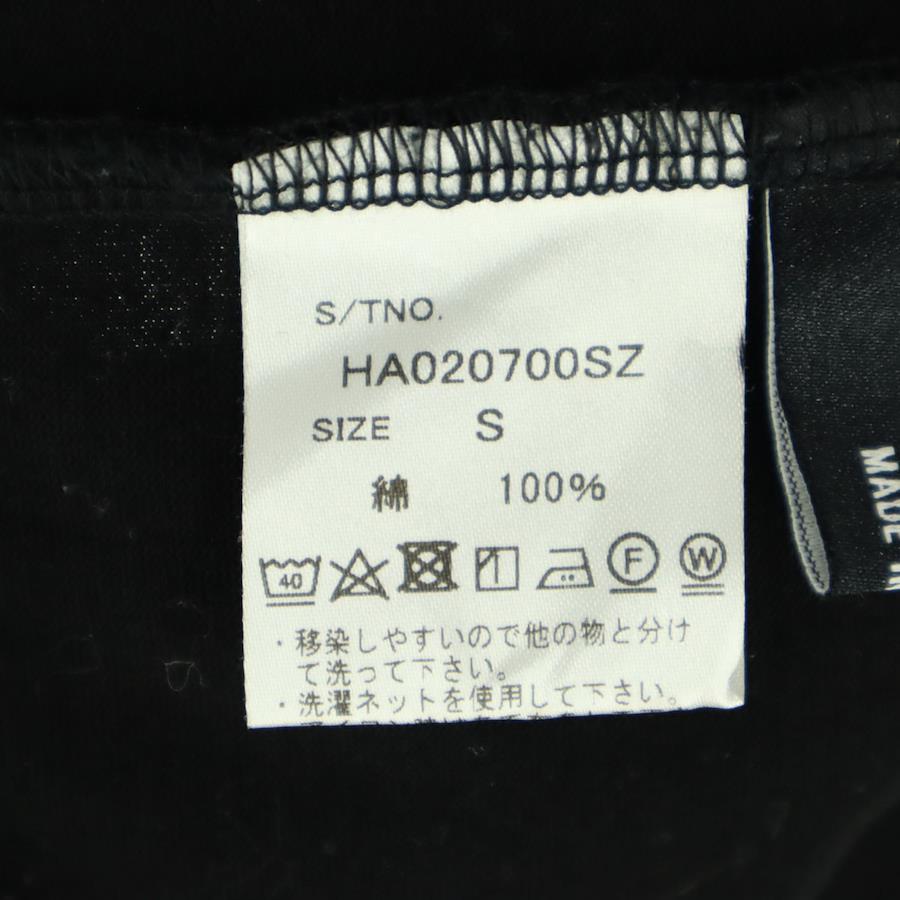 S/TNO.
HA020700SZ
SIZE S
綿 100%
40 F W
・移染しやすいので他の物と分け
て洗って下さい。
・洗濯ネットを使用して下さい。
MADE